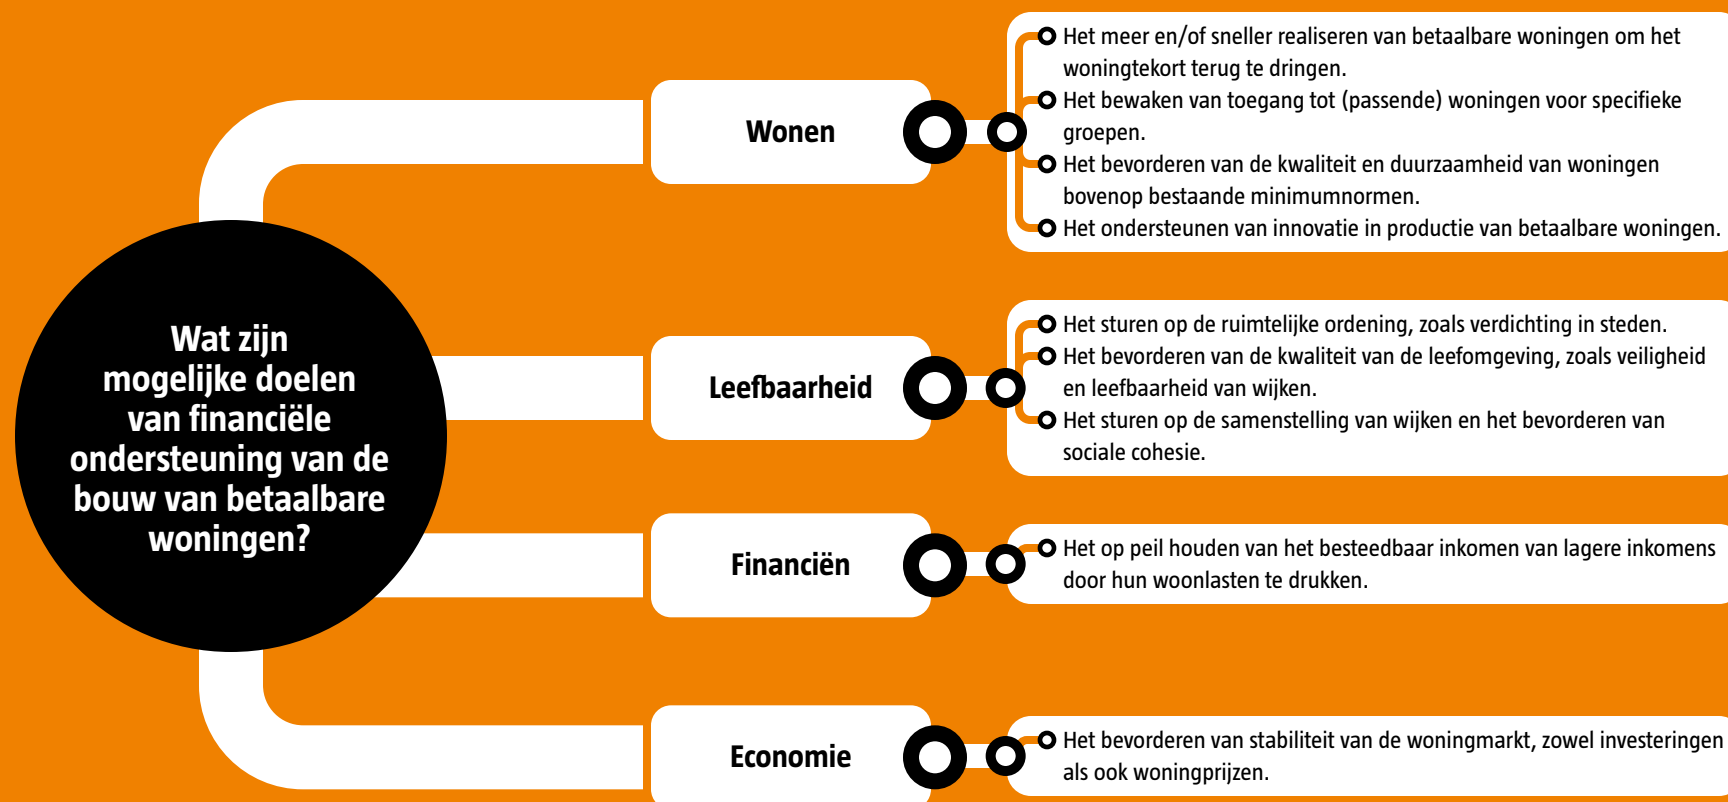 Wat zijn
mogelijke doelen
van financiële
ondersteuning van de
bouw van betaalbare
woningen?
Wonen
Het meer en/of sneller realiseren van betaalbare woningen om het
woningtekort terug te dringen.
Het bewaken van toegang tot (passende) woningen voor specifieke
groepen.
Het bevorderen van de kwaliteit en duurzaamheid van woningen
bovenop bestaande minimumnormen.
Het ondersteunen van innovatie in productie van betaalbare woningen.
Leefbaarheid
Het sturen op de ruimtelijke ordening, zoals verdichting in steden.
Het bevorderen van de kwaliteit van de leefomgeving, zoals veiligheid
en leefbaarheid van wijken.
Het sturen op de samenstelling van wijken en het bevorderen van
sociale cohesie.
Financiën
Het op peil houden van het besteedbaar inkomen van lagere inkomens
door hun woonlasten te drukken.
Economie
Het bevorderen van stabiliteit van de woningmarkt, zowel investeringen
als ook woningprijzen.